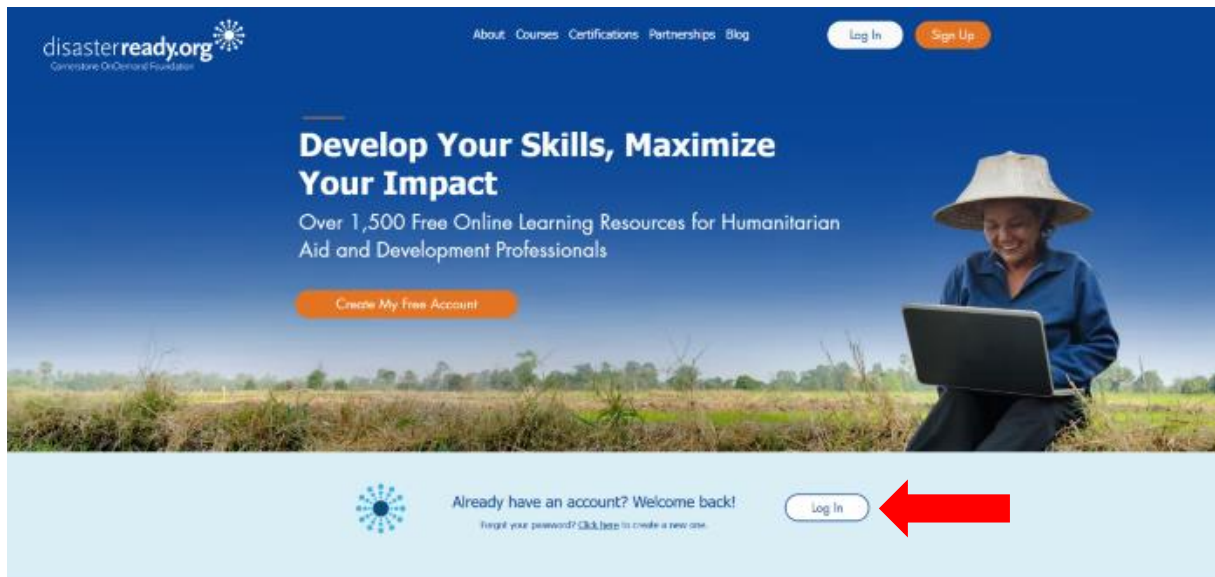 disasterready.org
Cornerstone OnDemand Foundation
About Courses Certifications Partnerships Blog
Log In
Sign Up
Develop Your Skills, Maximize
Your Impact
Over 1,500 Free Online Learning Resources for Humanitarian
Aid and Development Professionals
Create My Free Account
Already have an account? Welcome back!
Forgot your password? Click here to create a new one.
Log In